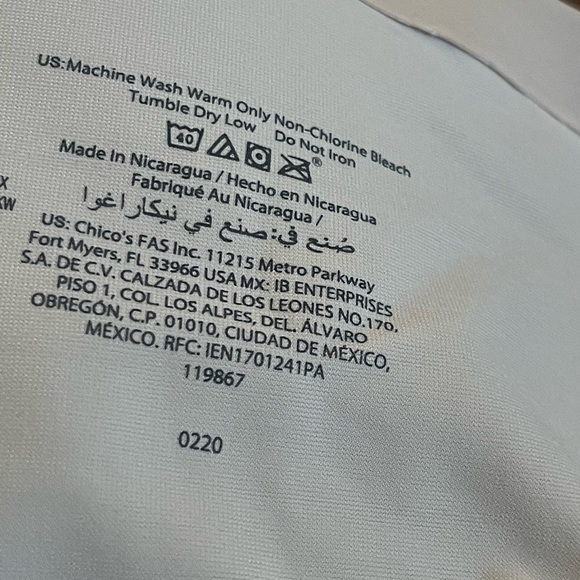 US:Machine Wash Warm Only Non-Chlorine Bleach
Tumble Dry Low Do Not Iron
40 ®
Made In Nicaragua / Hecho en Nicaragua
Fabriqué Au Nicaragua /
صُنع في: صنع في نيكاراغوا
US: Chico's FAS Inc. 11215 Metro Parkway
Fort Myers, FL 33966 USA MX: IB ENTERPRISES
S.A. DE C.V. CALZADA DE LOS LEONES NO.170.
PISO 1, COL. LOS ALPES, DEL. ÁLVARO
OBREGÓN, C.P. 01010, CIUDAD DE MÉXICO,
MÉXICO. RFC: IEN1701241PA
119867
0220